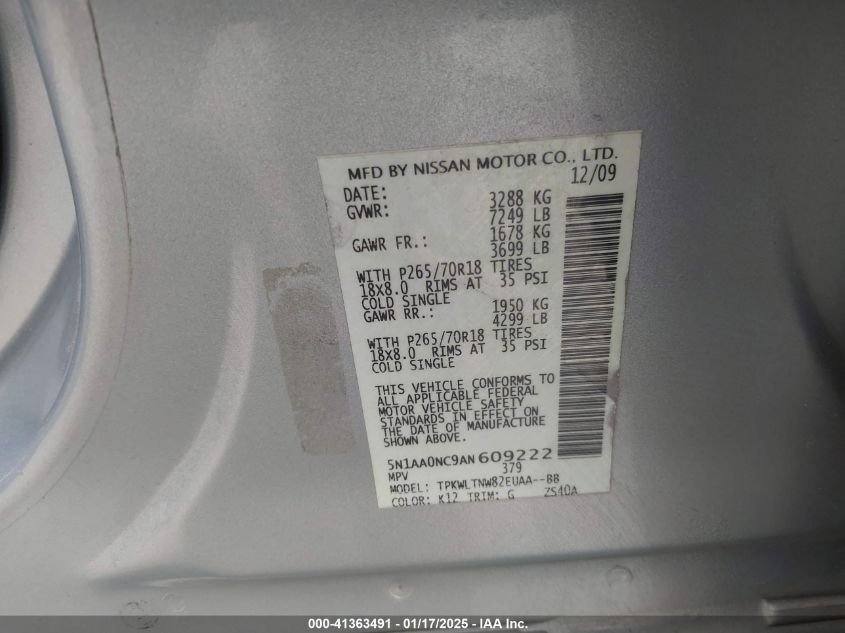 MFD BY NISSAN MOTOR CO., LTD.
DATE: 12/09
GVWR: 3288 KG
7249 LB
GAWR FR.: 1678 KG
3699 LB
WITH P265/70R18 TIRES
18X8.0 RIMS AT 35 PSI
COLD SINGLE
GAWR RR.: 1950 KG
4299 LB
WITH P265/70R18 TIRES
18X8.0 RIMS AT 35 PSI
COLD SINGLE
THIS VEHICLE CONFORMS TO
ALL APPLICABLE FEDERAL
MOTOR VEHICLE SAFETY
STANDARDS IN EFFECT ON
THE DATE OF MANUFACTURE
SHOWN ABOVE.
5N1AA0NC9AN609222
MPV 379
MODEL: TPKWLTNW82EUAA--BB
COLOR: K12 TRIM: G ZS40A
000-41363491 - 01/17/2025 - IAA Inc.